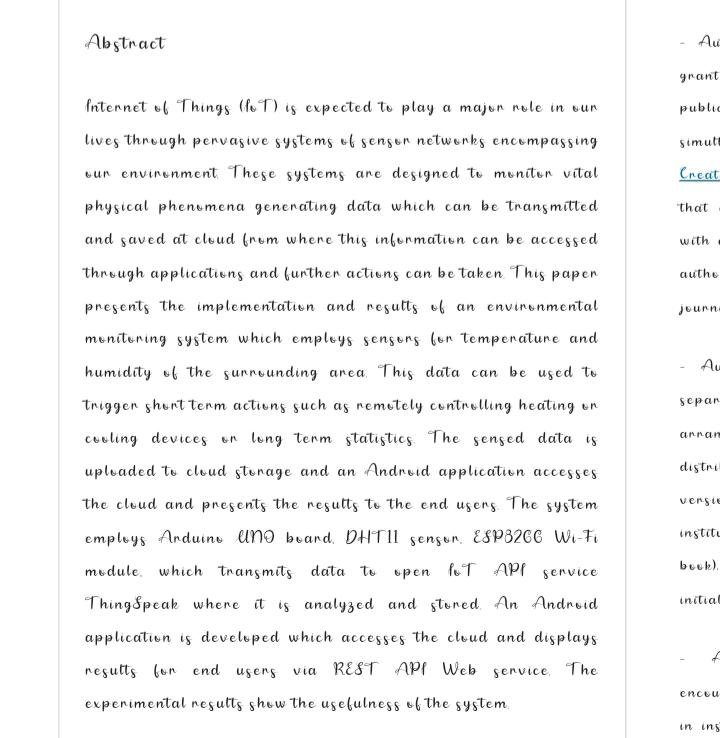 Abstract
Internet of Things (IoT) is expected to play a major role in our
lives through pervasive systems of sensor networks encompassing
our environment. These systems are designed to monitor vital
physical phenomena generating data which can be transmitted
and saved at cloud from where this information can be accessed
through applications and further actions can be taken. This paper
presents the implementation and results of an environmental
monitoring system which employs sensors for temperature and
humidity of the surrounding area. This data can be used to
trigger short term actions such as remotely controlling heating or
cooling devices or long term statistics. The sensed data is
uploaded to cloud storage and an Android application accesses
the cloud and presents the results to the end users. The system
employs Arduino UNO board, DHT11 sensor, ESP8266 Wi-Fi
module, which transmits data to open IoT API service
ThingSpeak where it is analyzed and stored. An Android
application is developed which accesses the cloud and displays
results for end users via REST API Web service. The
experimental results show the usefulness of the system.
- Au
grant
public
simult
Creat
that
with
autho
journ
- Au
separ
arran
distri
versio
institu
book),
initial
- A
encou
in ins